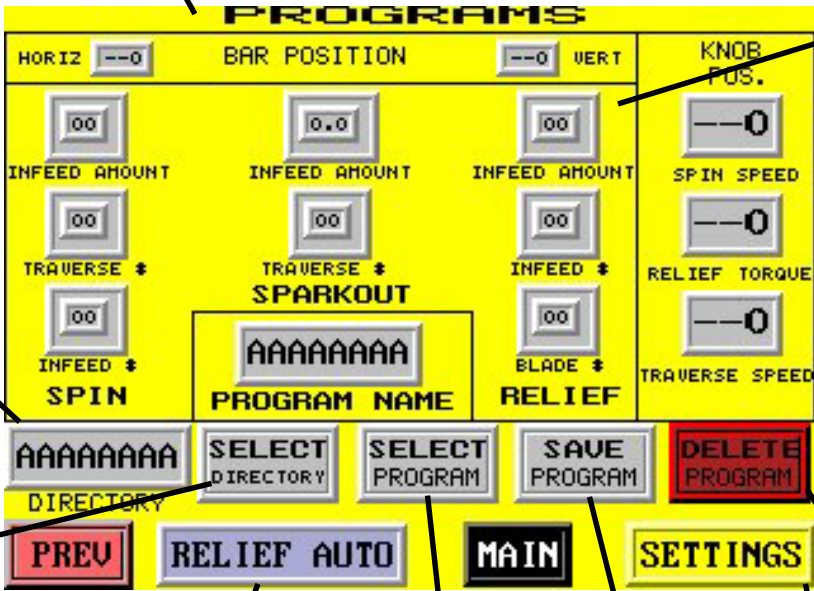 PROGRAMS
HORIZ --0 BAR POSITION --0 VERT
KNOB
POS.
00 0.0 00 --0
INFEED AMOUNT INFEED AMOUNT INFEED AMOUNT SPIN SPEED
00 00 00 --0
TRAVERSE # TRAVERSE # INFEED # RELIEF TORQUE
SPARKOUT
00 00 --0
INFEED # BLADE # TRAVERSE SPEED
AAAAAAAA
SPIN PROGRAM NAME RELIEF
AAAAAAAA
DIRECTORY
SELECT
DIRECTORY
SELECT
PROGRAM
SAVE
PROGRAM
DELETE
PROGRAM
PREV RELIEF AUTO MAIN SETTINGS